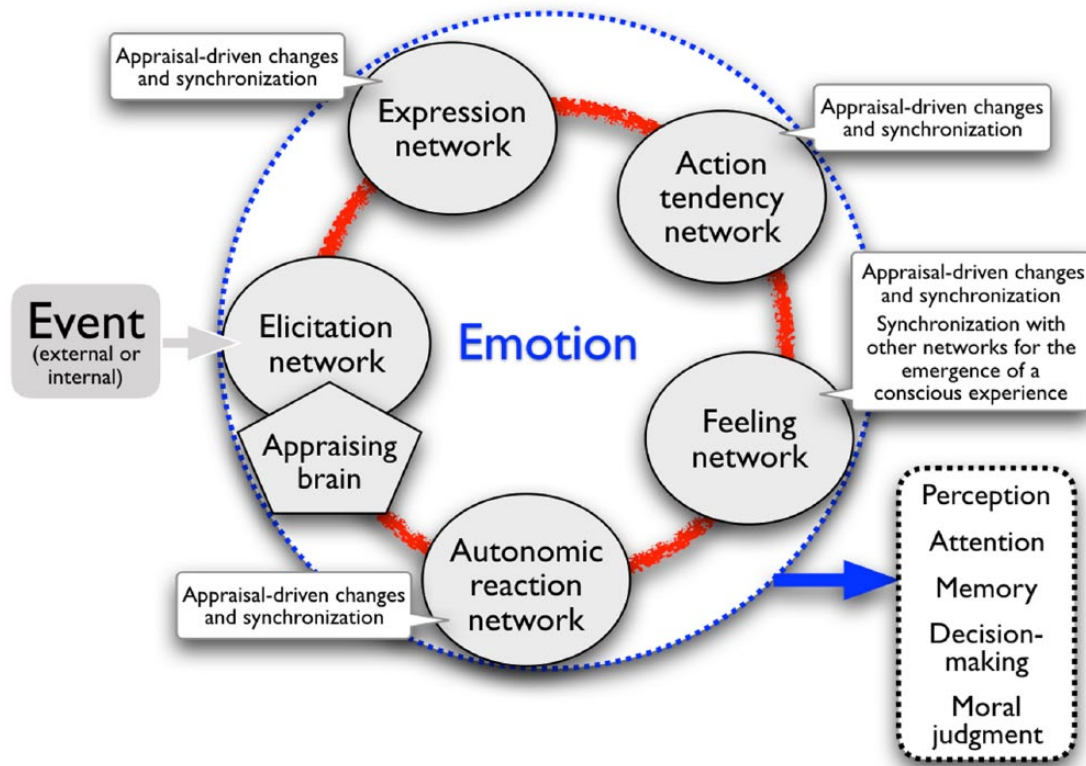 Appraisal-driven changes
and synchronization
Expression
network
Appraisal-driven changes
and synchronization
Action
tendency
network
Event
(external or
internal)
Elicitation
network
Appraising
brain
Emotion
Appraisal-driven changes
and synchronization
Synchronization with
other networks for the
emergence of a
conscious experience
Feeling
network
Autonomic
reaction
network
Appraisal-driven changes
and synchronization
Perception
Attention
Memory
Decision-
making
Moral
judgment